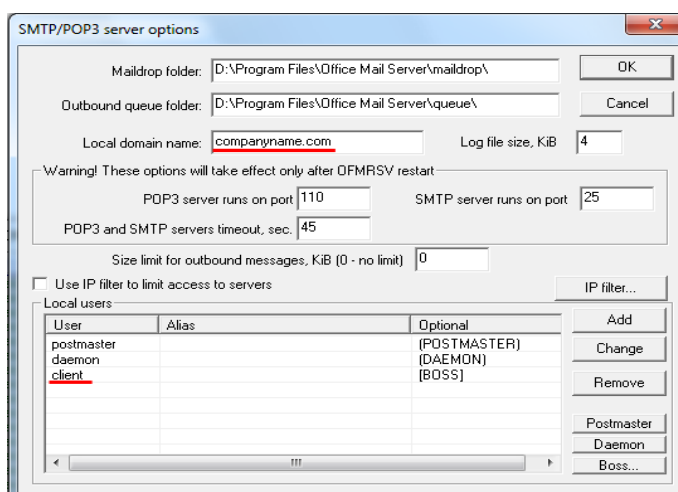 SMTP/POP3 server options
Maildrop folder: D:\Program Files\Office Mail Server\maildrop\ OK
Outbound queue folder: D:\Program Files\Office Mail Server\queue\ Cancel
Local domain name: companyname.com Log file size, KiB 4
Warning! These options will take effect only after OFMRSV restart
POP3 server runs on port 110 SMTP server runs on port 25
POP3 and SMTP servers timeout, sec. 45
Size limit for outbound messages, KiB (0 - no limit) 0
Use IP filter to limit access to servers IP filter...
Local users
User Alias Optional Add
postmaster (POSTMASTER)
daemon (DAEMON) Change
client [BOSS]
Remove
Postmaster
Daemon
Boss...